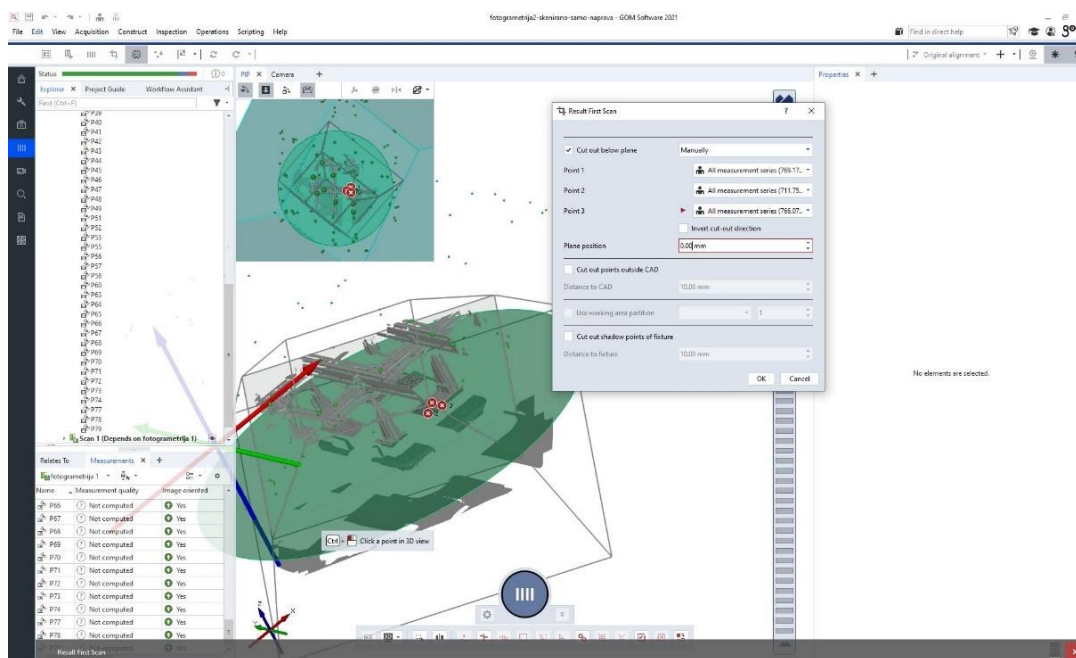 fotogrametrija2-skenirano-samo-naprava - GOM Software 2021
File Edit View Acquisition Construct Inspection Operations Scripting Help
Find in direct help
Original alignment
Status
Explorer Project Guide Workflow Assistant
Find (Ctrl+F)
PIP Camera
Properties
P39
P40
P41
P42
P43
P44
P45
P46
P47
P48
P49
P51
P52
P53
P55
P56
P57
P58
P60
P63
P64
P65
P66
P67
P68
P69
P70
P71
P72
P73
P74
P77
P78
P79
Scan 1 (Depends on fotogrametrija 1)
Relates To Measurements
fotogrametrija 1
Name Measurement quality Image oriented
P66 Not computed Yes
P67 Not computed Yes
P68 Not computed Yes
P69 Not computed Yes
P70 Not computed Yes
P71 Not computed Yes
P72 Not computed Yes
P73 Not computed Yes
P74 Not computed Yes
P77 Not computed Yes
P78 Not computed Yes
Result First Scan
Cut out below plane Manually
Point 1 All measurement series (769.17...
Point 2 All measurement series (711.75...
Point 3 All measurement series (766.07...
Invert cut-out direction
Plane position 0.00 mm
Cut out points outside CAD
Distance to CAD 10.00 mm
Use working area partition 1
Cut out shadow points of fixture
Distance to fixture 10.00 mm
OK Cancel
No elements are selected.
Ctrl + Click a point in 3D view
Z
X
Result First Scan